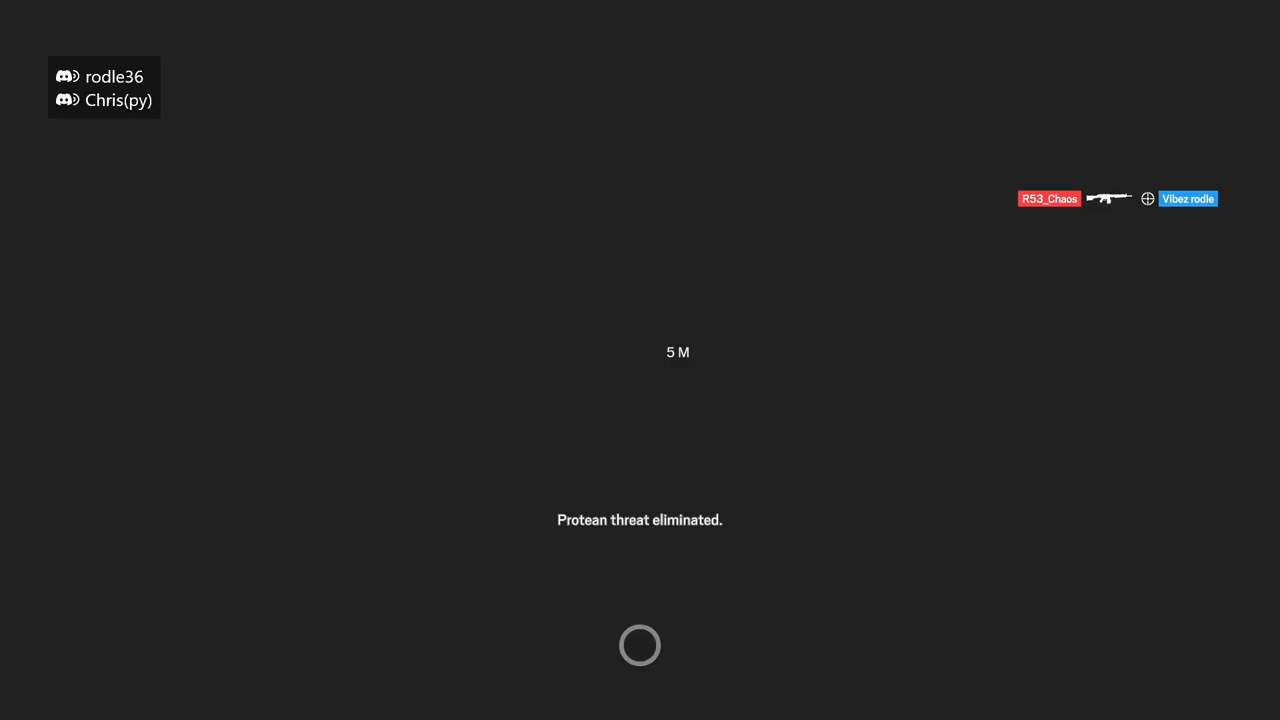 rodle36
Chris(py)
R53_Chaos Vibez rodle
5 M
Protean threat eliminated.